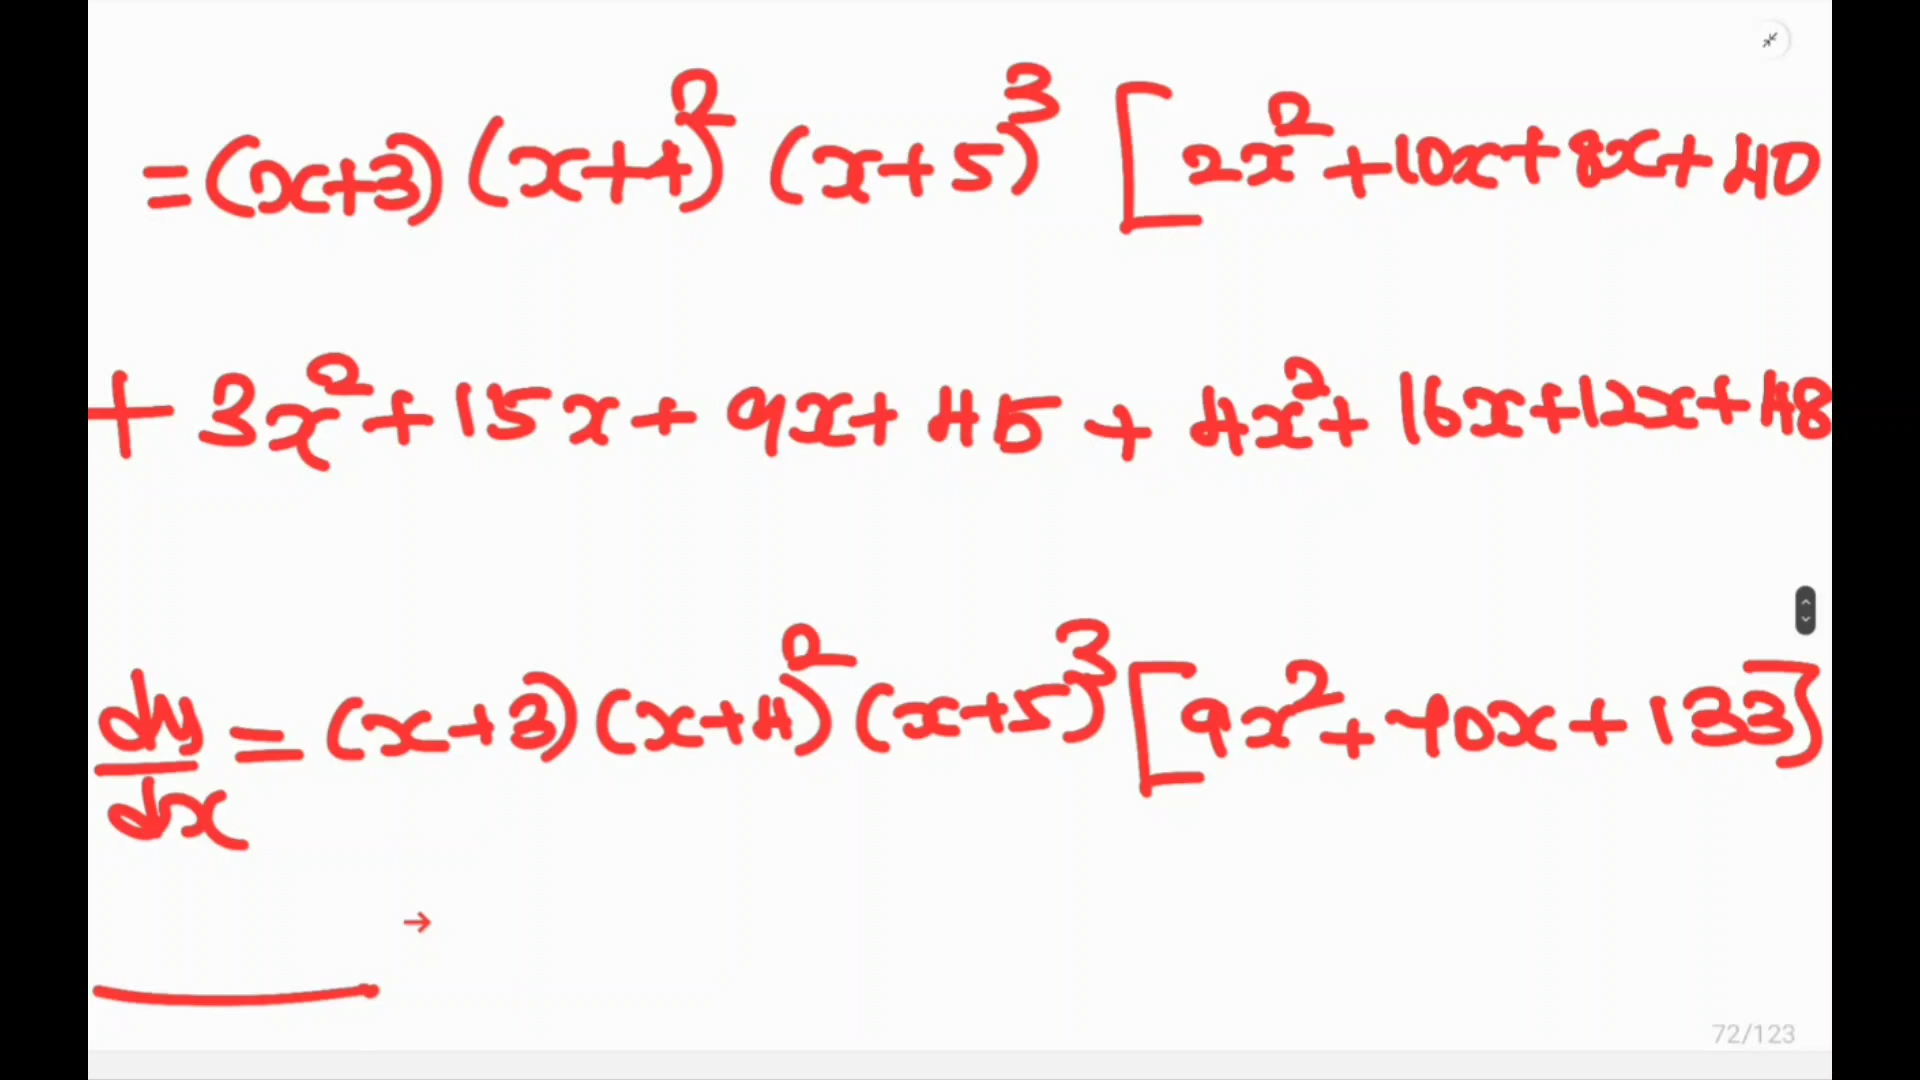 = (x+3) (x+4)² (x+5)³ [2x²+10x+8x+40
+ 3x²+15x+9x+45+4x²+16x+12x+48
dy/dx = (x+3)(x+4)²(x+5)³[9x²+70x+133]
72/123